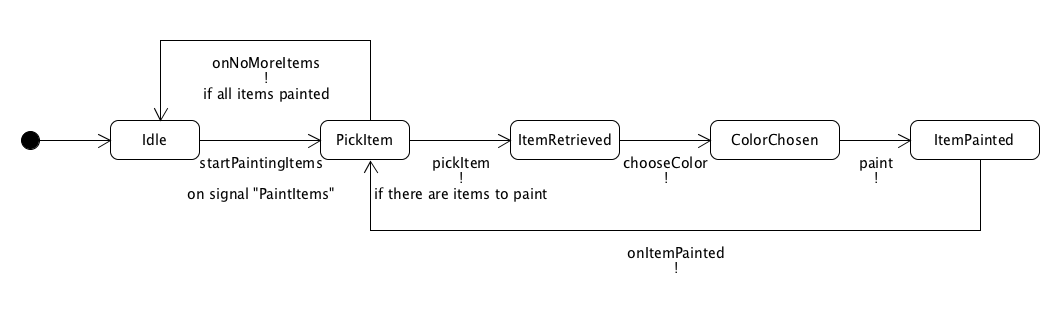 onNoMoreItems
!
if all items painted
Idle
PickItem
ItemRetrieved
ColorChosen
ItemPainted
startPaintingItems
pickItem
chooseColor
paint
!
!
!
on signal "PaintItems"
if there are items to paint
onItemPainted
!